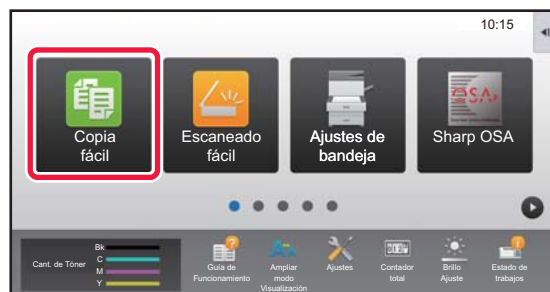 10:15
Copia
fácil
Escaneado
fácil
Ajustes de
bandeja
OSA
Sharp OSA
Cant. de Tóner
Bk
C
M
Y
Guía de
Funcionamiento
Ampliar
modo
Visualización
Ajustes
Contador
total
Brillo
Ajuste
Estado de
trabajos